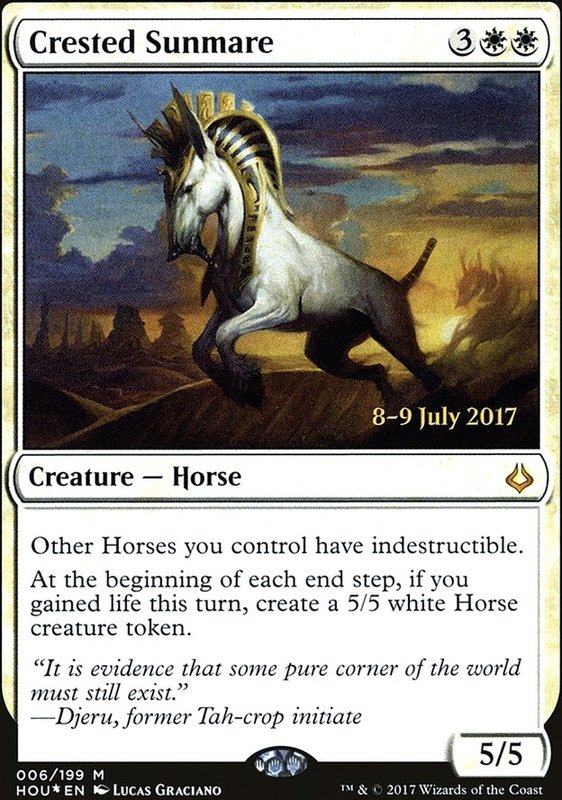 Crested Sunmare 3
8–9 July 2017
Creature — Horse
Other Horses you control have indestructible.
At the beginning of each end step, if you
gained life this turn, create a 5/5 white Horse
creature token.
“It is evidence that some pure corner of the world
must still exist.”
—Djeru, former Tah-crop initiate
5/5
006/199 M
HOU★EN Lucas Graciano
™ & © 2017 Wizards of the Coast